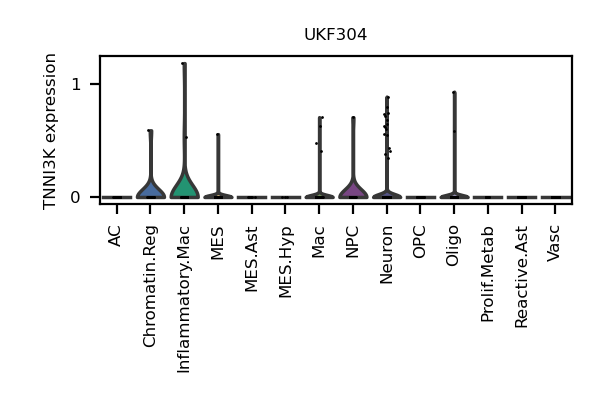 UKF304
TNNI3K expression
1
0
AC
Chromatin.Reg
Inflammatory.Mac
MES
MES.Ast
MES.Hyp
Mac
NPC
Neuron
OPC
Oligo
Prolif.Metab
Reactive.Ast
Vasc